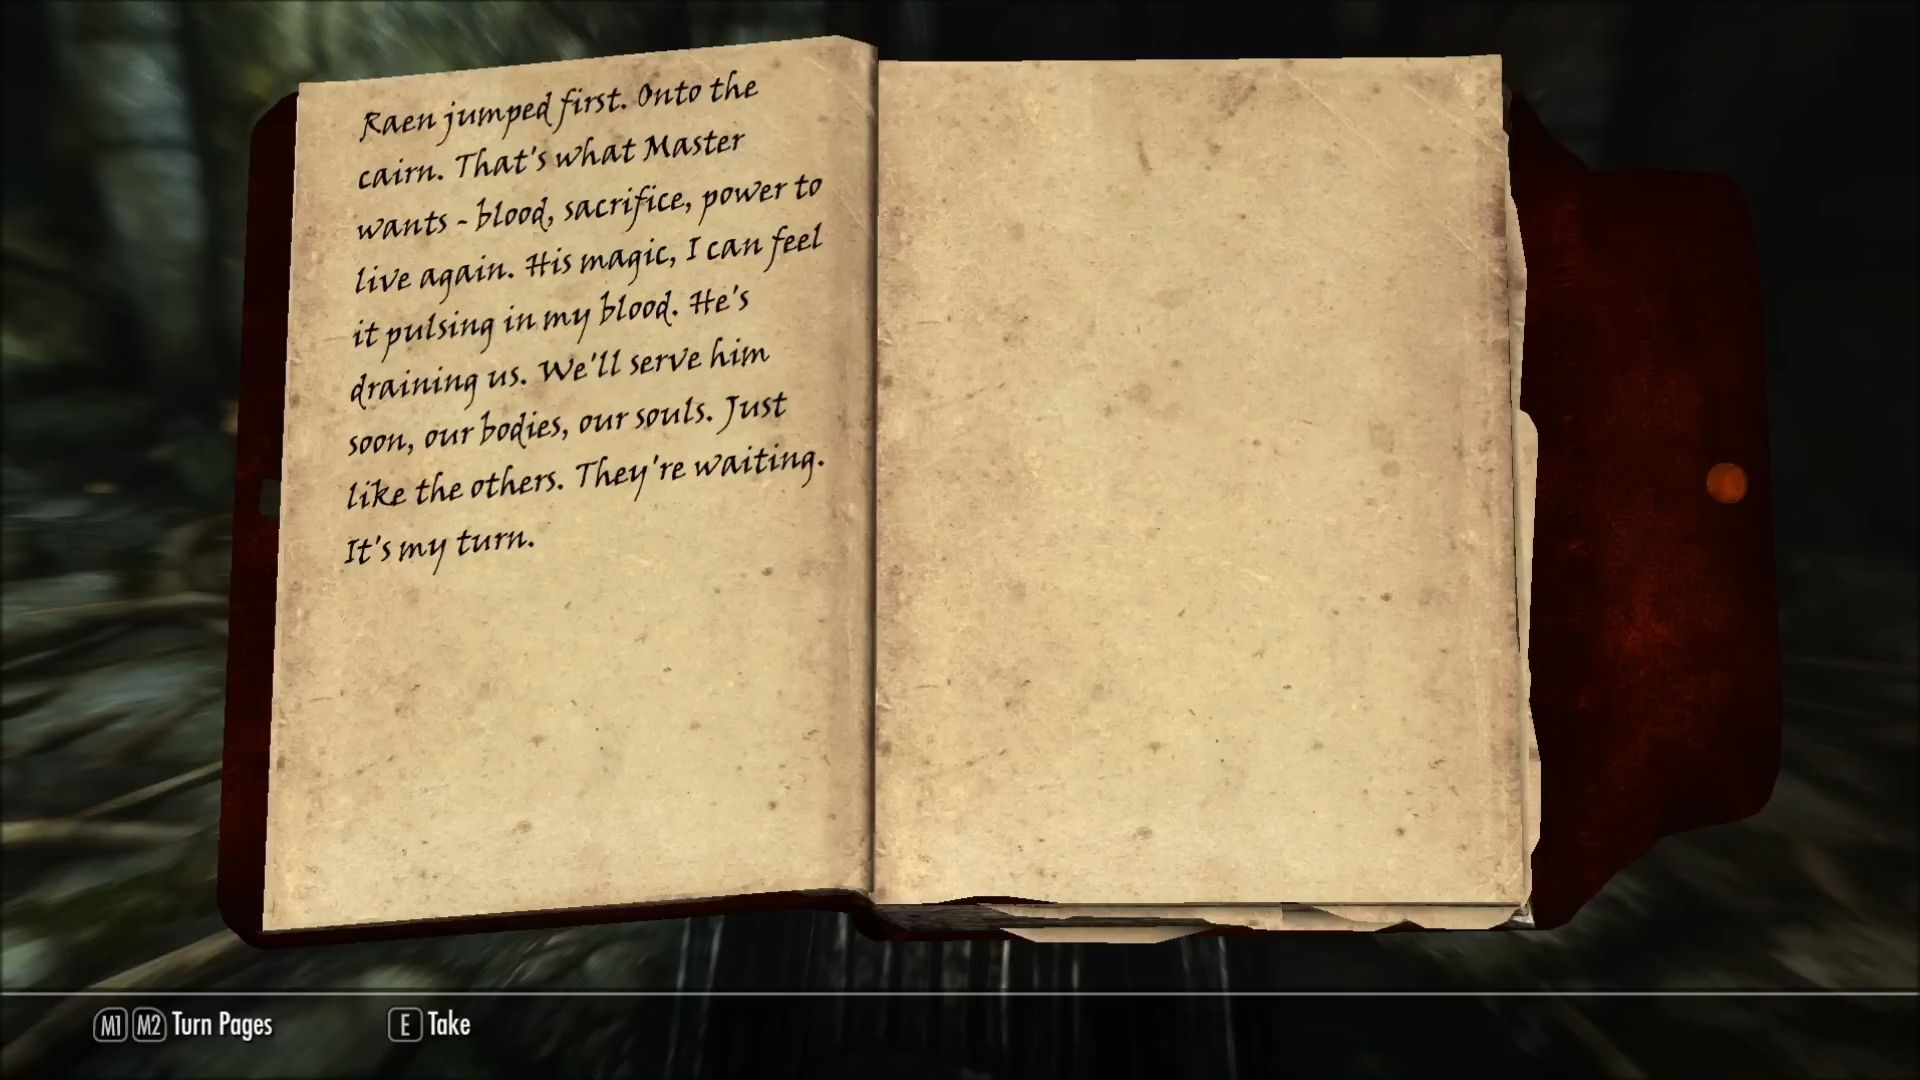 Raen jumped first. Onto the
cairn. That's what Master
wants - blood, sacrifice, power to
live again. His magic, I can feel
it pulsing in my blood. He's
draining us. We'll serve him
soon, our bodies, our souls. Just
like the others. They're waiting.
It's my turn.
M1 M2 Turn Pages
E Take